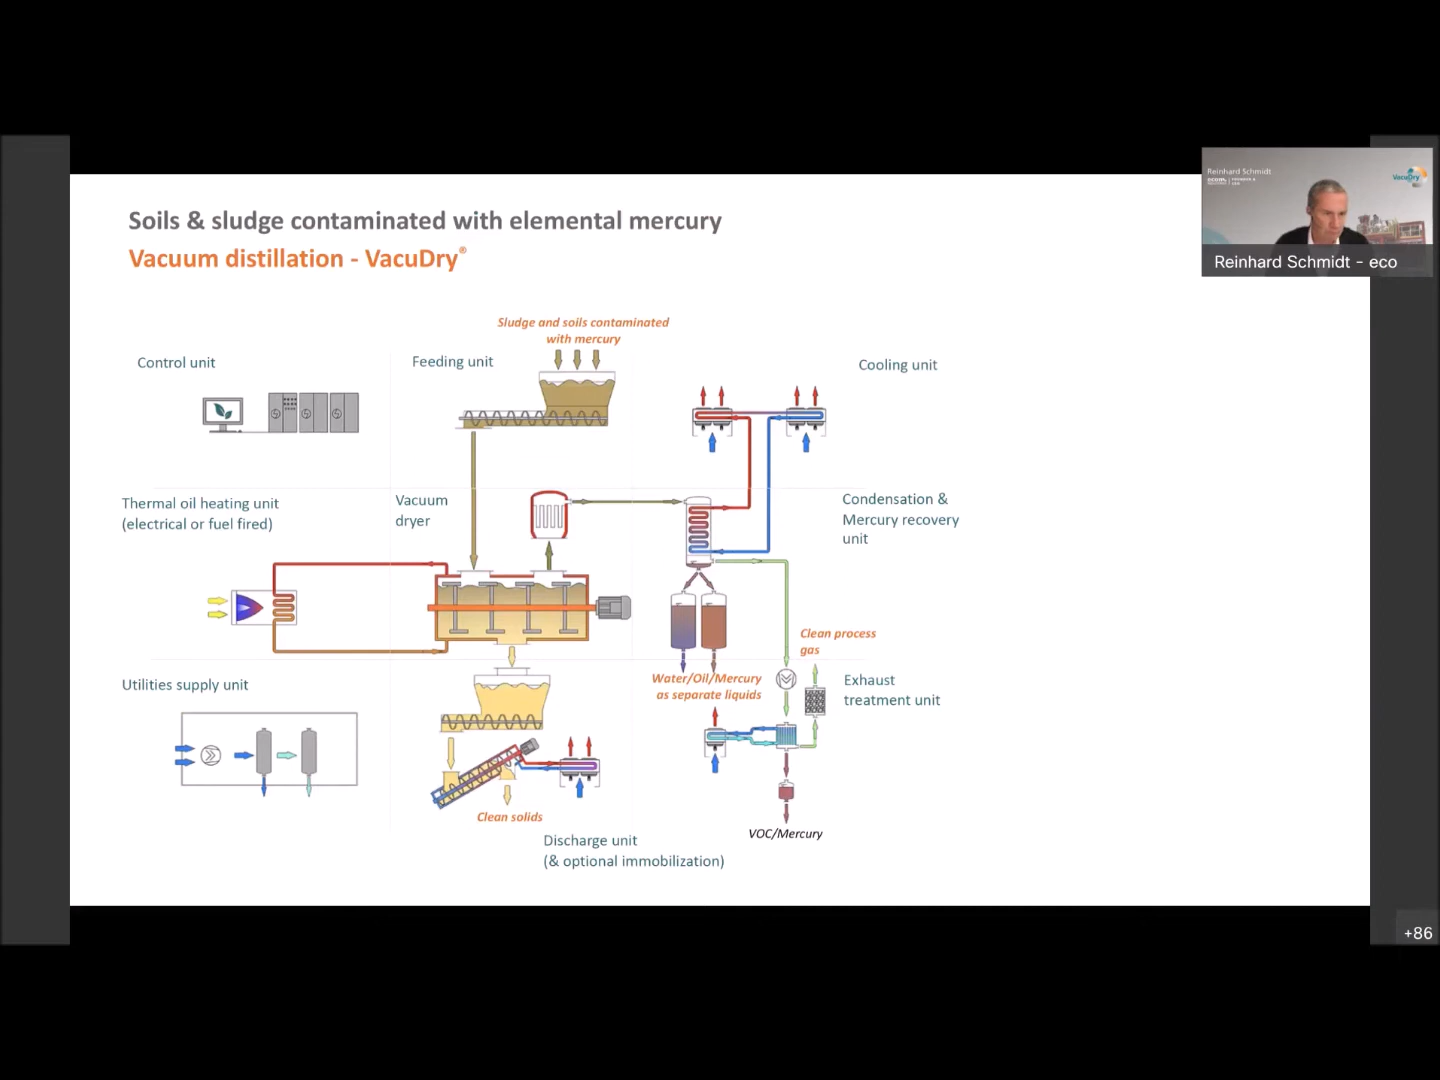 Soils & sludge contaminated with elemental mercury
Vacuum distillation - VacuDry®
Reinhard Schmidt
VacuDry
Reinhard Schmidt - eco
Sludge and soils contaminated
with mercury
Control unit
Feeding unit
Cooling unit
Thermal oil heating unit
(electrical or fuel fired)
Vacuum
dryer
Condensation &
Mercury recovery
unit
Clean process
gas
Water/Oil/Mercury
as separate liquids
Utilities supply unit
Exhaust
treatment unit
Clean solids
VOC/Mercury
Discharge unit
(& optional immobilization)
+86